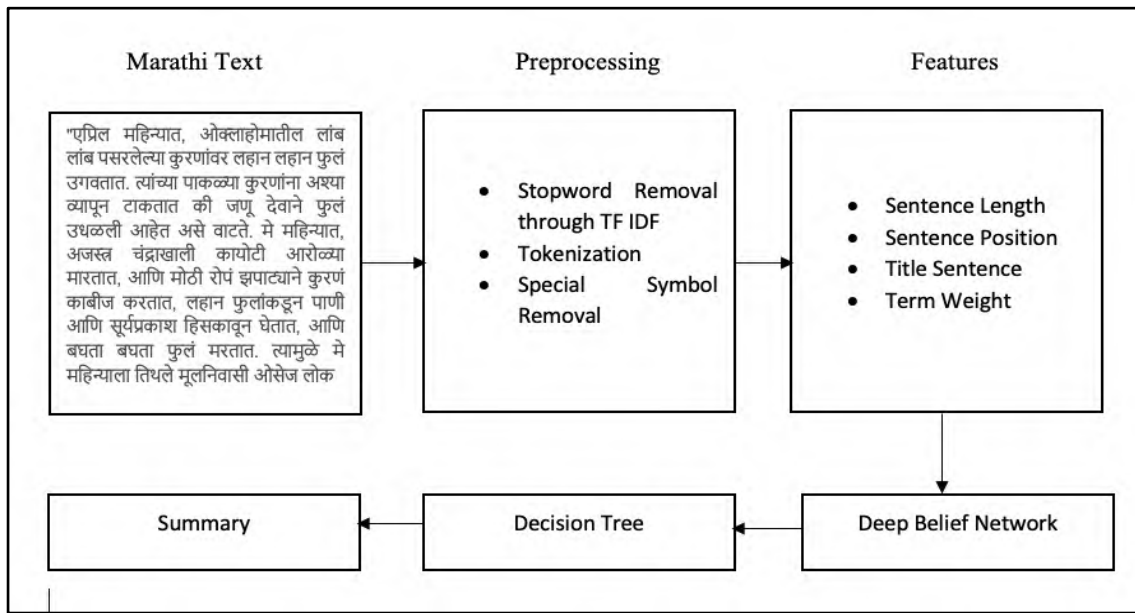 Marathi Text
Preprocessing
Features
"एप्रिल महिन्यात, ओक्लाहोमातील लांब
लांब पसरलेल्या कुरणांवर लहान लहान फुलं
उगवतात. त्यांच्या पाकळ्या कुरणांना अश्या
व्यापून टाकतात की जणू देवाने फुलं
उधळली आहेत असे वाटते. मे महिन्यात,
अजस्त्र चंद्राखाली कायोटी आरोळ्या
मारतात, आणि मोठी रोपं झपाट्याने कुरणं
काबीज करतात, लहान फुलांकडून पाणी
आणि सूर्यप्रकाश हिसकावून घेतात, आणि
बघता बघता फुलं मरतात. त्यामुळे मे
महिन्याला तिथले मूलनिवासी ओसेज लोक
• Stopword Removal
through TF IDF
• Tokenization
• Special Symbol
Removal
• Sentence Length
• Sentence Position
• Title Sentence
• Term Weight
Summary
Decision Tree
Deep Belief Network